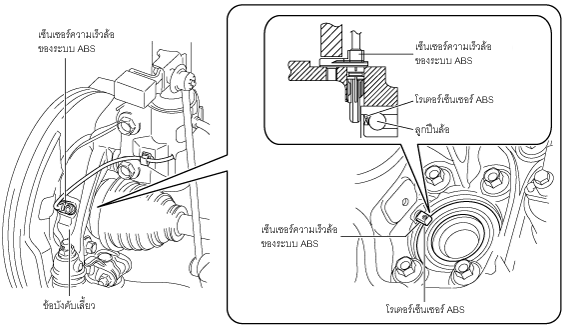 เซ็นเซอร์ความเร็วล้อ
ของระบบ ABS
ข้อบังคับเลี้ยว
เซ็นเซอร์ความเร็วล้อ
ของระบบ ABS
โรเตอร์เซ็นเซอร์ ABS
ลูกปืนล้อ
เซ็นเซอร์ความเร็วล้อ
ของระบบ ABS
โรเตอร์เซ็นเซอร์ ABS